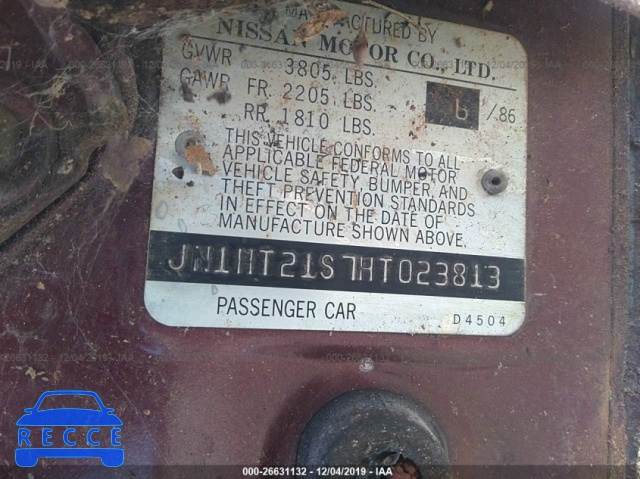 MANUFACTURED BY
NISSAN MOTOR CO., LTD.
GVWR 3805 LBS.
GAWR FR. 2205 LBS. 6 /86
RR. 1810 LBS.
THIS VEHICLE CONFORMS TO ALL
APPLICABLE FEDERAL MOTOR
VEHICLE SAFETY, BUMPER, AND
THEFT PREVENTION STANDARDS
IN EFFECT ON THE DATE OF
MANUFACTURE SHOWN ABOVE.
JN1HT21S7HT023813
PASSENGER CAR
D4504
RECCE
000-26631132 - 12/04/2019 - IAA